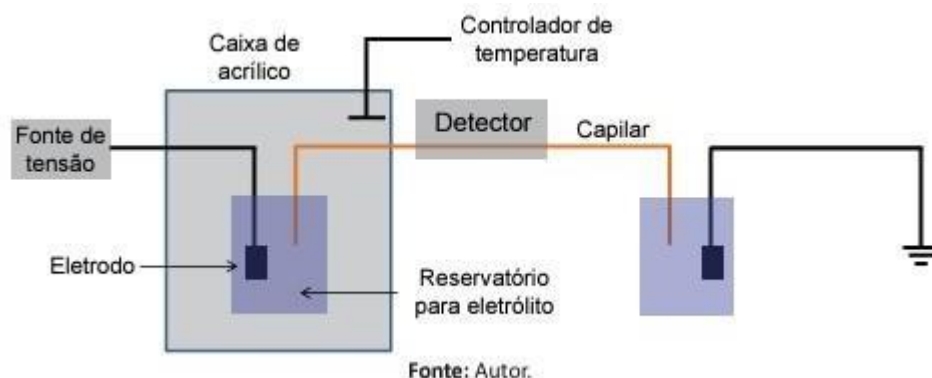 Controlador de
temperatura
Caixa de
acrílico
Fonte de
tensão
Detector
Capilar
Eletrodo
Reservatório
para eletrólito
Fonte: Autor.